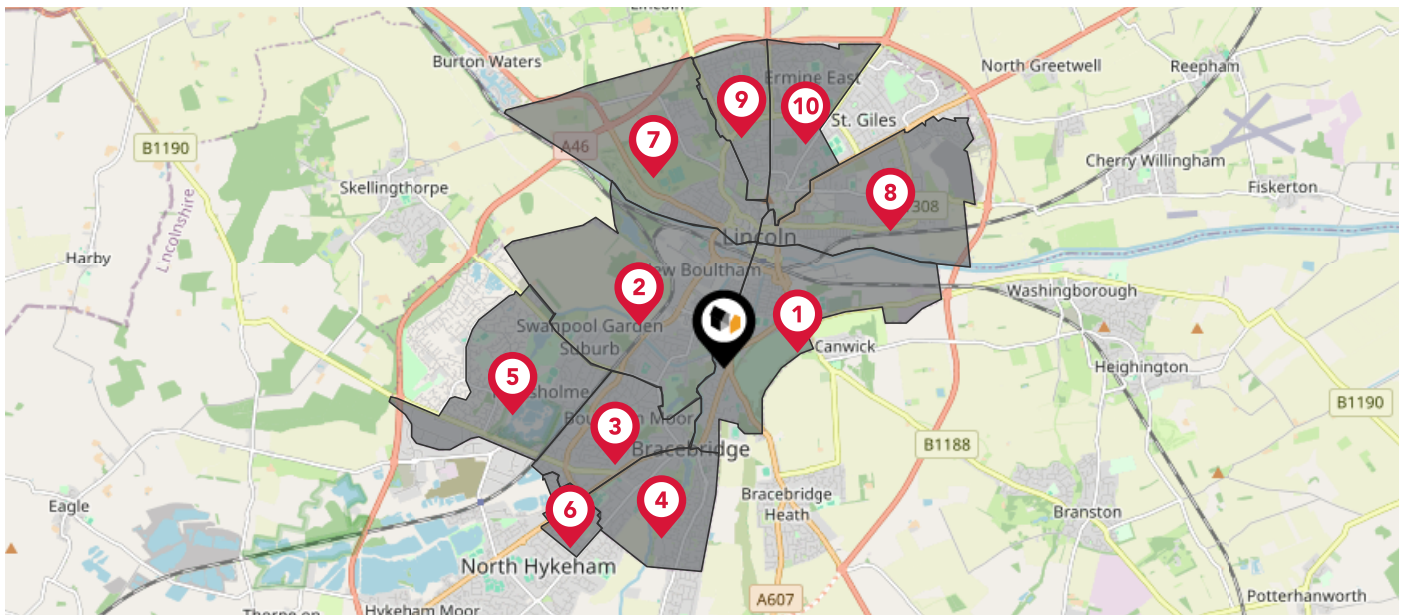 Lincoln
Burton Waters
North Greetwell
Reepham
Ermine East
9
10
St. Giles
7
A46
B1190
Cherry Willingham
Skellingthorpe
Fiskerton
8
308
Lincolnshire
Lincoln
Harby
New Boultham
2
Washingborough
1
Swanpool Garden
Suburb
Canwick
Heighington
5
B1190
3
Bracebridge
B1188
4
Bracebridge
Heath
6
Eagle
Branston
North Hykeham
A607
Potterhanworth
Hykeham Moor